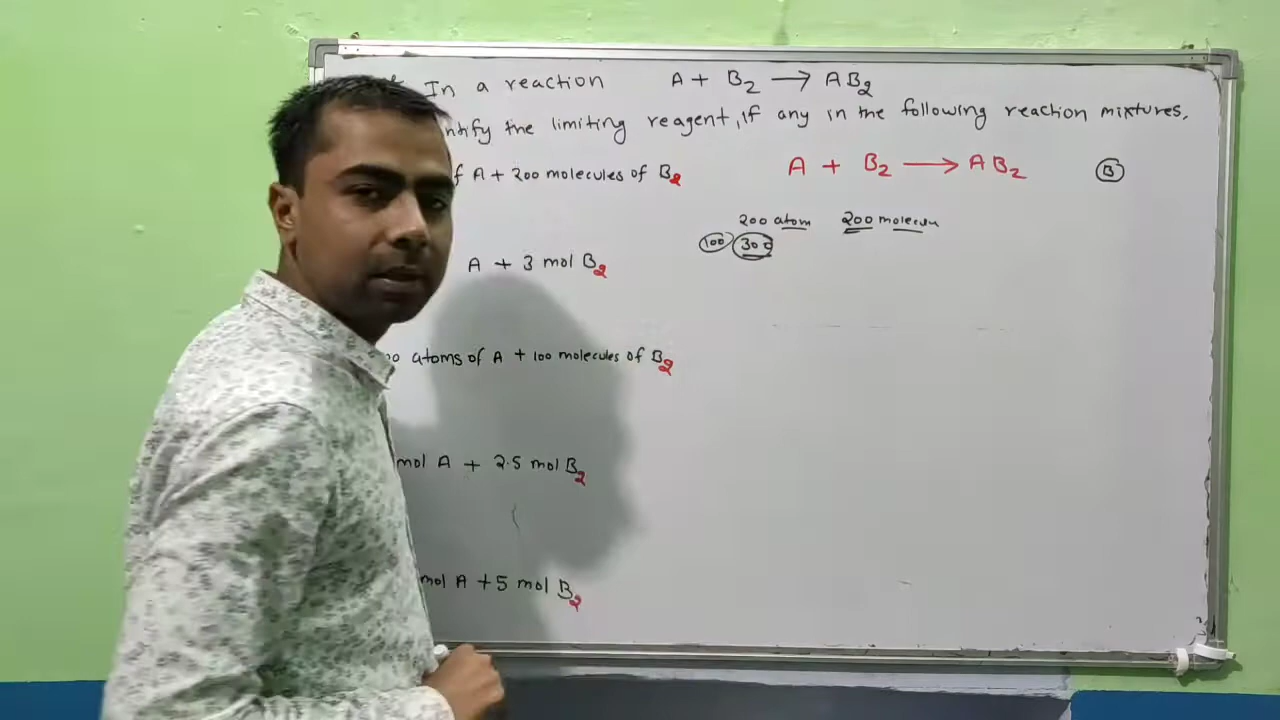 In a reaction A + B2 → AB2
ntify the limiting reagent, if any in the following reaction mixtures.
f A + 200 molecules of B2
A + B2 → AB2 B
200 atom 200 molecu
100 300
A + 3 mol B2
00 atoms of A + 100 molecules of B2
mol A + 2.5 mol B2
mol A + 5 mol B2